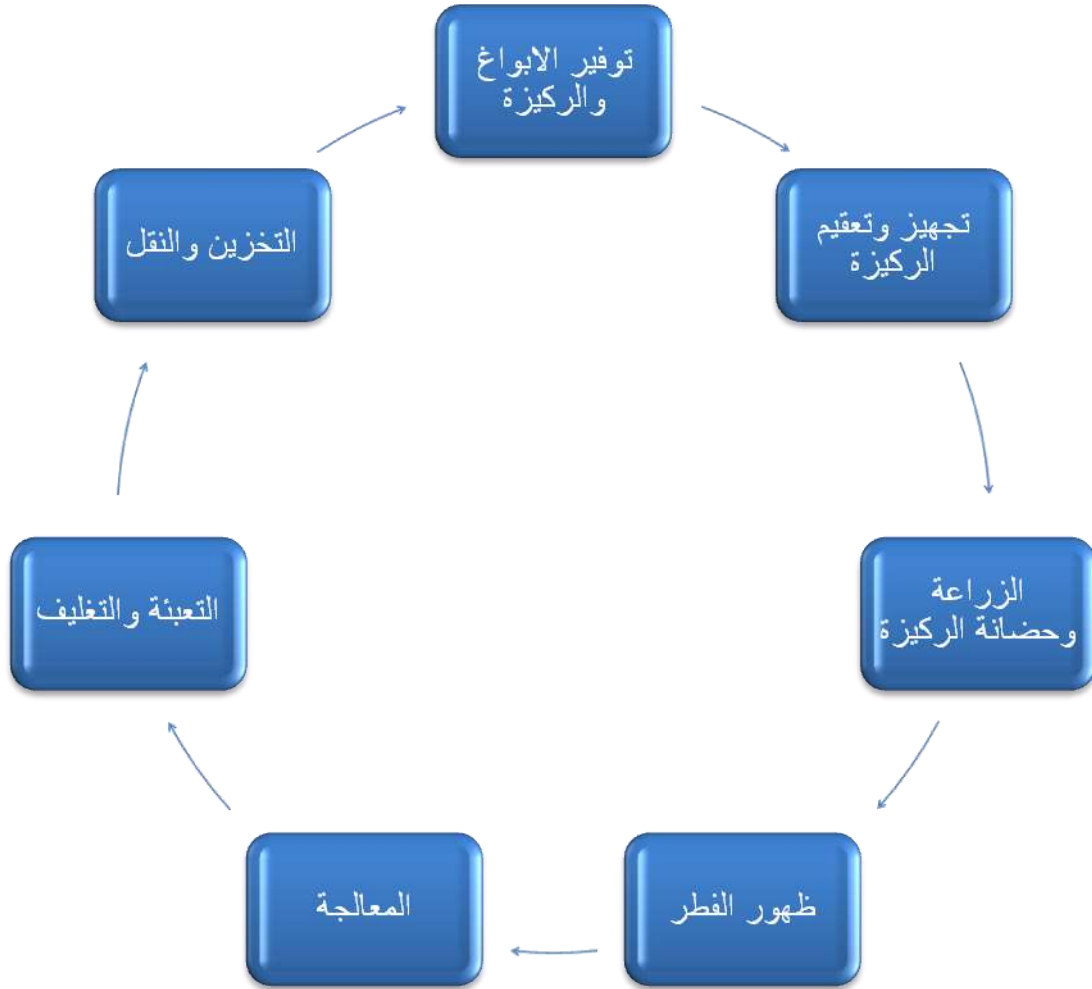 توفير الابواغ
والركيزة
تجهيز وتعقيم
الركيزة
الزراعة
وحضانة الركيزة
ظهور الفطر
المعالجة
التعبئة والتغليف
التخزين والنقل